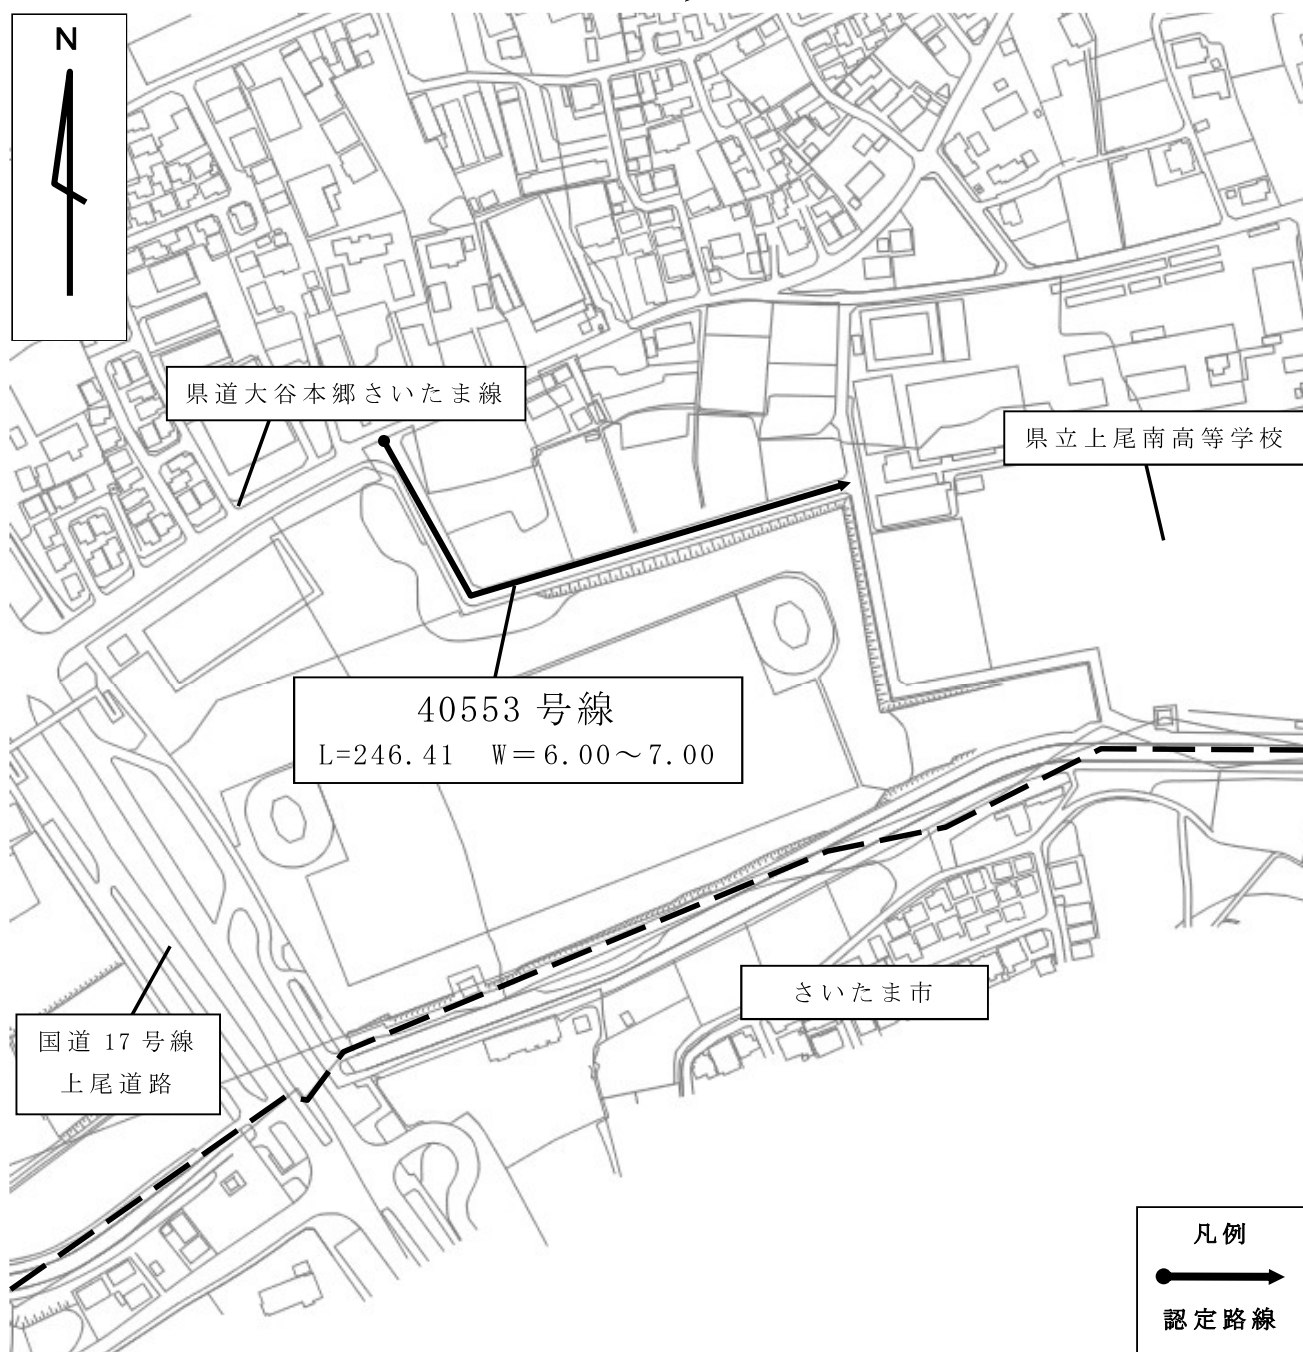 N
県道大谷本郷さいたま線
県立上尾南高等学校
40553 号線
L=246.41 W＝6.00～7.00
さいたま市
国道 17 号線
上尾道路
凡例
認定路線